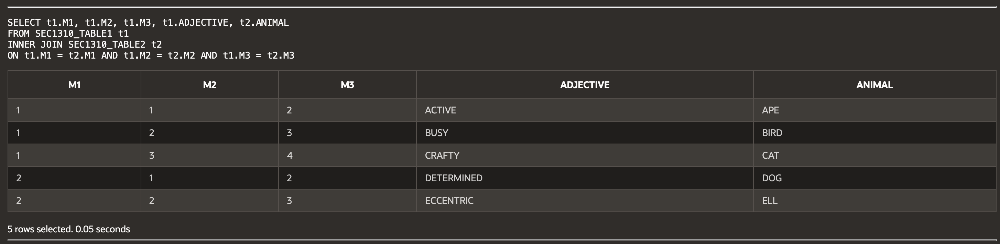 SELECT t1.M1, t1.M2, t1.M3, t1.ADJECTIVE, t2.ANIMAL
FROM SEC1310_TABLE1 t1
INNER JOIN SEC1310_TABLE2 t2
ON t1.M1 = t2.M1 AND t1.M2 = t2.M2 AND t1.M3 = t2.M3
M1 M2 M3 ADJECTIVE ANIMAL
1 1 2 ACTIVE APE
1 2 3 BUSY BIRD
1 3 4 CRAFTY CAT
2 1 2 DETERMINED DOG
2 2 3 ECCENTRIC ELL
5 rows selected. 0.05 seconds